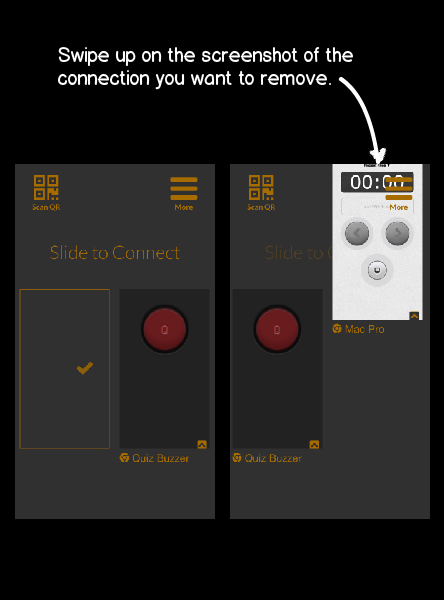 Swipe up on the screenshot of the
connection you want to remove.
Scan QR
More
Slide to Connect
Quiz Buzzer
Scan QR
00:00
More
Slide to C
Mac Pro
Quiz Buzzer